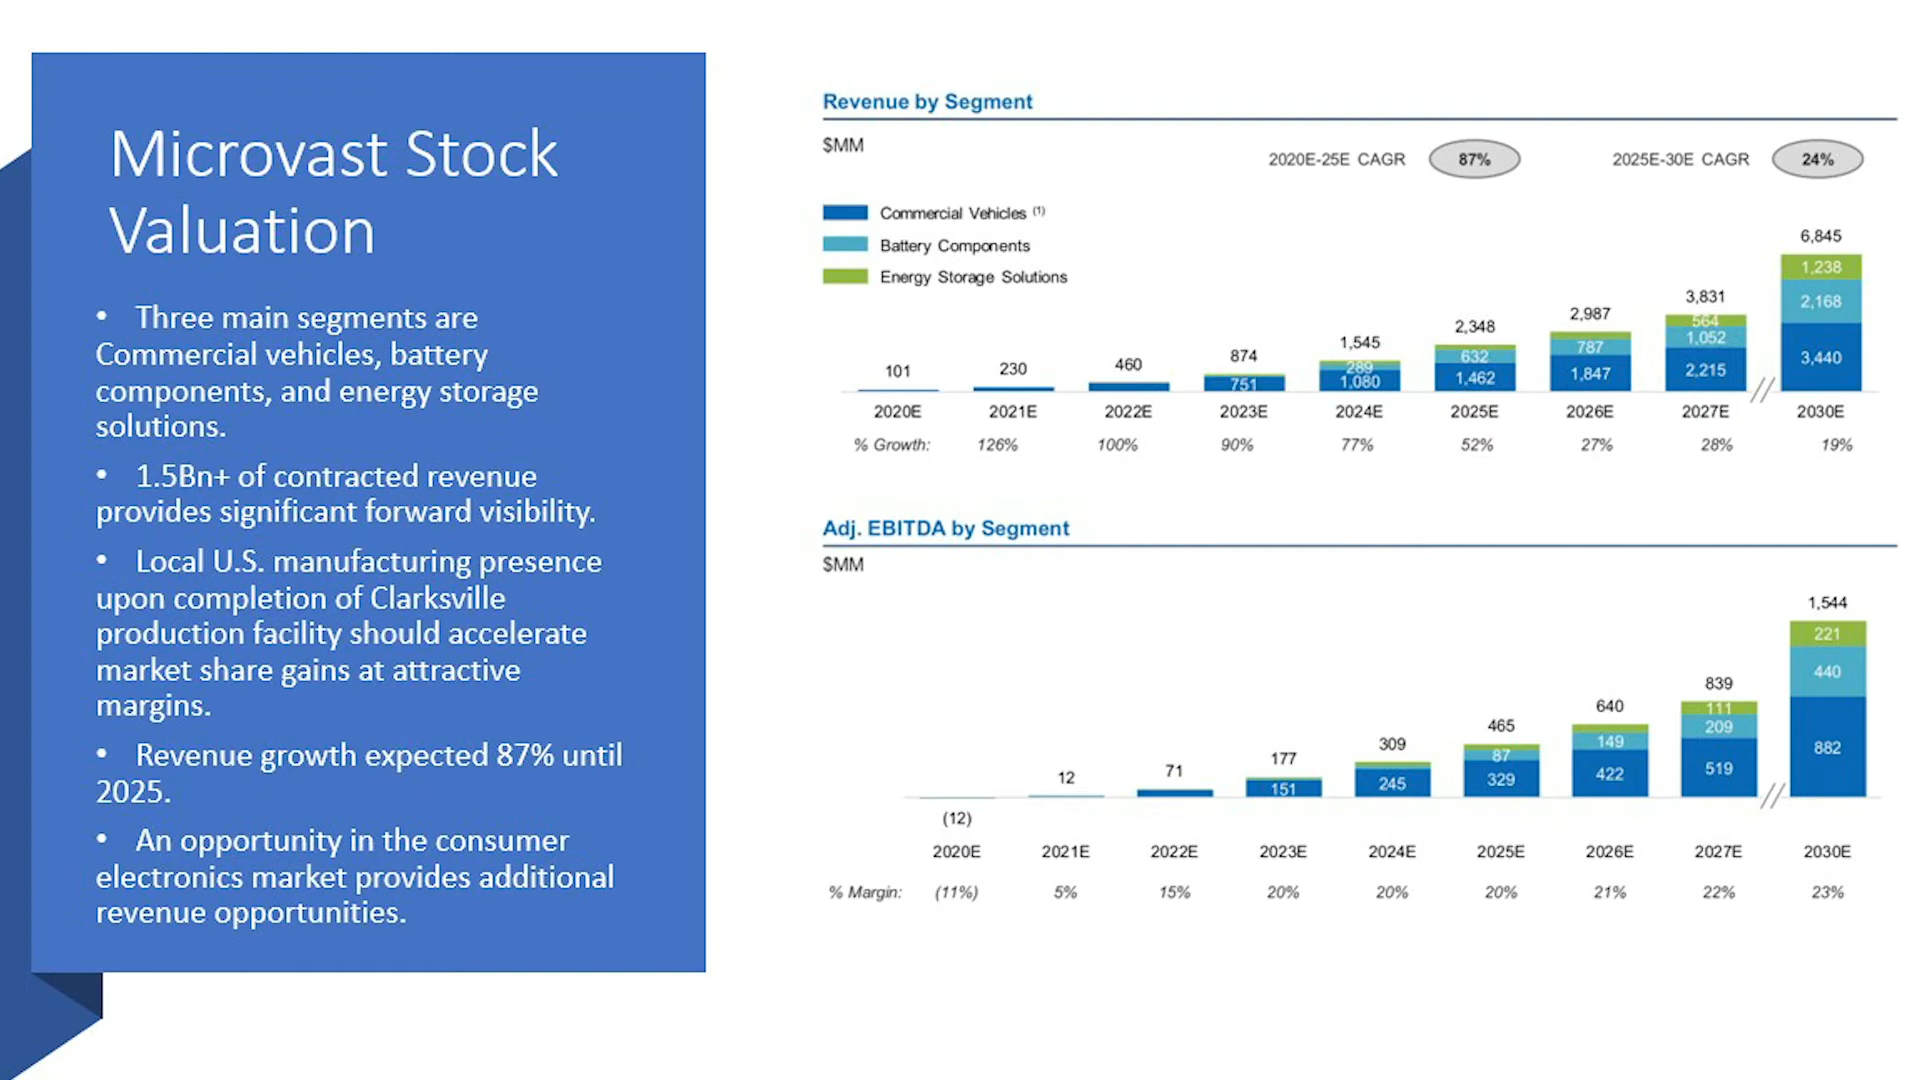 Microvast Stock
Valuation
• Three main segments are
Commercial vehicles, battery
components, and energy storage
solutions.
• 1.5Bn+ of contracted revenue
provides significant forward visibility.
• Local U.S. manufacturing presence
upon completion of Clarksville
production facility should accelerate
market share gains at attractive
margins.
• Revenue growth expected 87% until
2025.
• An opportunity in the consumer
electronics market provides additional
revenue opportunities.
Revenue by Segment
$MM
2020E-25E CAGR 87% 2025E-30E CAGR 24%
Commercial Vehicles (1)
Battery Components
Energy Storage Solutions
101 230 460 874 1,545 2,348 2,987 3,831 6,845
564 1,238
289 632 787 1,052 2,168
751 1,080 1,462 1,847 2,215 3,440
2020E 2021E 2022E 2023E 2024E 2025E 2026E 2027E 2030E
% Growth: 126% 100% 90% 77% 52% 27% 28% 19%
Adj. EBITDA by Segment
$MM
(12) 12 71 177 309 465 640 839 1,544
111 221
87 149 209 440
151 245 329 422 519 882
2020E 2021E 2022E 2023E 2024E 2025E 2026E 2027E 2030E
% Margin: (11%) 5% 15% 20% 20% 20% 21% 22% 23%